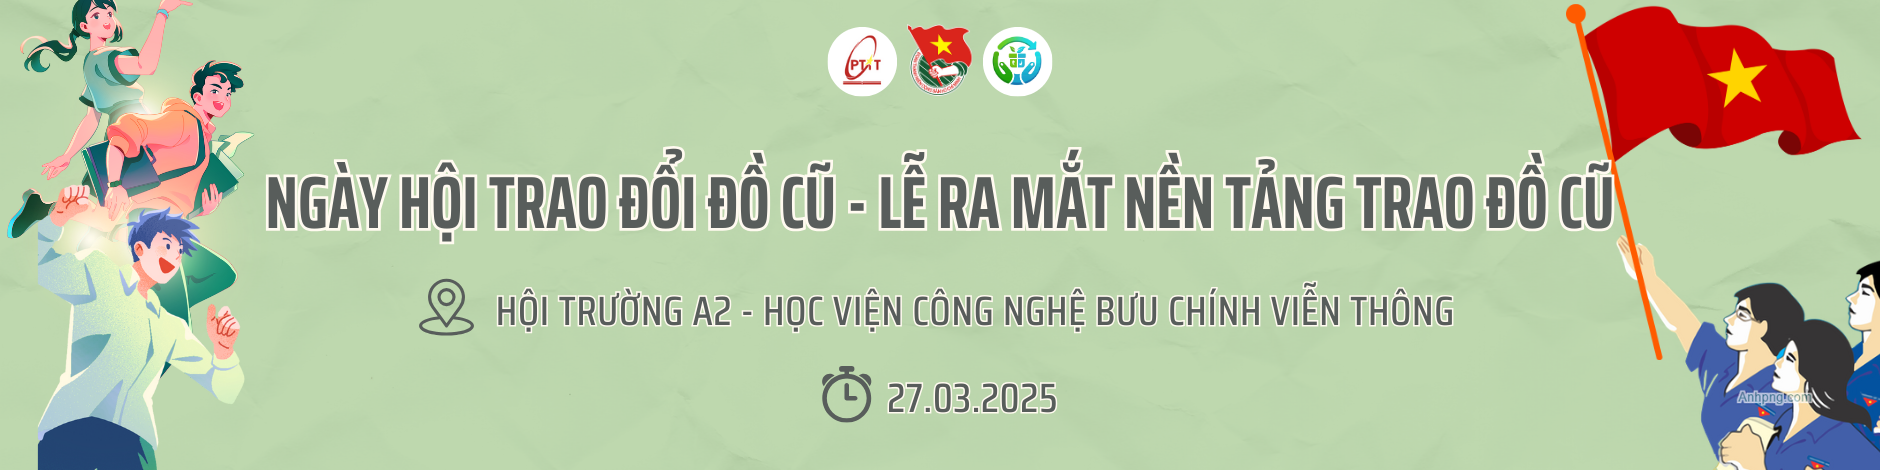 PTIT
NGÀY HỘI TRAO ĐỔI ĐỒ CŨ - LỄ RA MẮT NỀN TẢNG TRAO ĐỒ CŨ
HỘI TRƯỜNG A2 - HỌC VIỆN CÔNG NGHỆ BƯU CHÍNH VIỄN THÔNG
27.03.2025
Anhpng.com